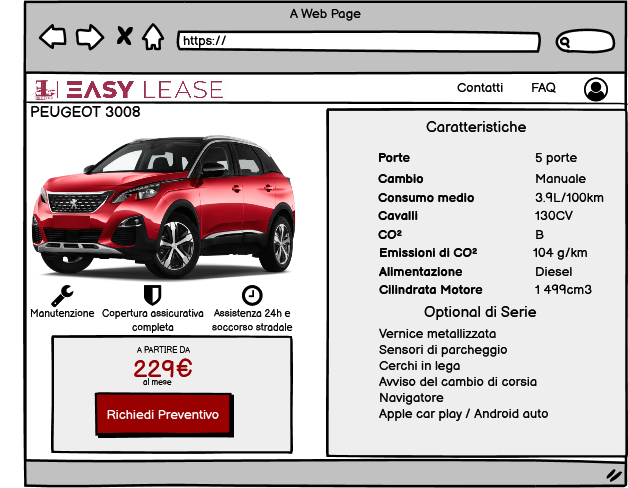 A Web Page
https://
EASY LEASE
Contatti FAQ
PEUGEOT 3008
Manutenzione
Copertura assicurativa
completa
Assistenza 24h e
soccorso stradale
A PARTIRE DA
229€
al mese
Richiedi Preventivo
Caratteristiche
Porte 5 porte
Cambio Manuale
Consumo medio 3.9L/100km
Cavalli 130CV
CO² B
Emissioni di CO² 104 g/km
Alimentazione Diesel
Cilindrata Motore 1 499cm3
Optional di Serie
Vernice metallizzata
Sensori di parcheggio
Cerchi in lega
Avviso del cambio di corsia
Navigatore
Apple car play / Android auto